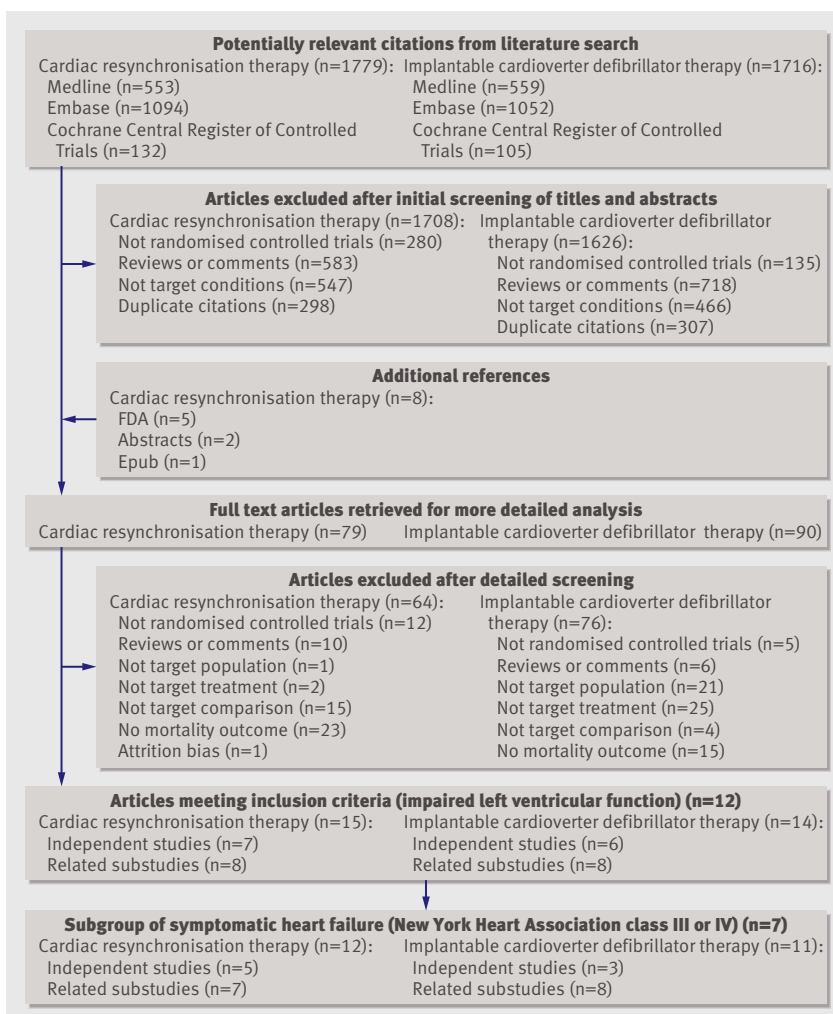 Potentially relevant citations from literature search
Cardiac resynchronisation therapy (n=1779):
Medline (n=553)
Embase (n=1094)
Cochrane Central Register of Controlled
Trials (n=132)
Implantable cardioverter defibrillator therapy (n=1716):
Medline (n=559)
Embase (n=1052)
Cochrane Central Register of Controlled
Trials (n=105)
Articles excluded after initial screening of titles and abstracts
Cardiac resynchronisation therapy (n=1708):
Not randomised controlled trials (n=280)
Reviews or comments (n=583)
Not target conditions (n=547)
Duplicate citations (n=298)
Implantable cardioverter defibrillator
therapy (n=1626):
Not randomised controlled trials (n=135)
Reviews or comments (n=718)
Not target conditions (n=466)
Duplicate citations (n=307)
Additional references
Cardiac resynchronisation therapy (n=8):
FDA (n=5)
Abstracts (n=2)
Epub (n=1)
Full text articles retrieved for more detailed analysis
Cardiac resynchronisation therapy (n=79)
Implantable cardioverter defibrillator therapy (n=90)
Articles excluded after detailed screening
Cardiac resynchronisation therapy (n=64):
Not randomised controlled trials (n=12)
Reviews or comments (n=10)
Not target population (n=1)
Not target treatment (n=2)
Not target comparison (n=15)
No mortality outcome (n=23)
Attrition bias (n=1)
Implantable cardioverter defibrillator
therapy (n=76):
Not randomised controlled trials (n=5)
Reviews or comments (n=6)
Not target population (n=21)
Not target treatment (n=25)
Not target comparison (n=4)
No mortality outcome (n=15)
Articles meeting inclusion criteria (impaired left ventricular function) (n=12)
Cardiac resynchronisation therapy (n=15):
Independent studies (n=7)
Related substudies (n=8)
Implantable cardioverter defibrillator therapy (n=14):
Independent studies (n=6)
Related substudies (n=8)
Subgroup of symptomatic heart failure (New York Heart Association class III or IV) (n=7)
Cardiac resynchronisation therapy (n=12):
Independent studies (n=5)
Related substudies (n=7)
Implantable cardioverter defibrillator therapy (n=11):
Independent studies (n=3)
Related substudies (n=8)